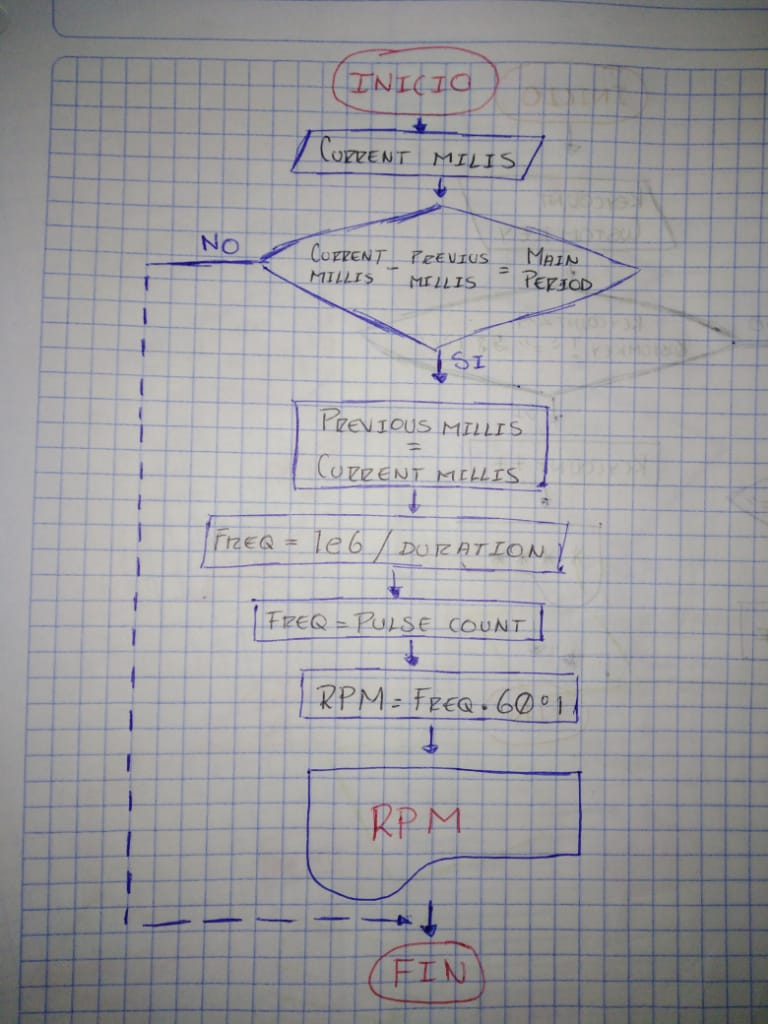 INICIO
CURRENT MILIS
NO
CURRENT MILLIS - PREVIUS MILLIS = MAIN PERIOD
SI
PREVIOUS MILLIS
=
CURRENT MILLIS
FREQ = 1e6 / DURATION
FREQ = PULSE COUNT
RPM = FREQ . 60°1
RPM
FIN